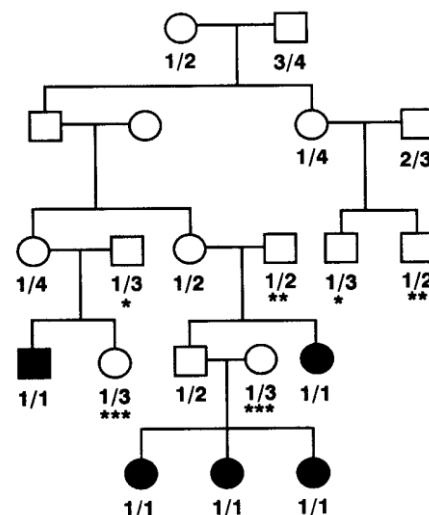 1/2 3/4
1/4 2/3
1/4 1/3 1/2 1/2 1/3 1/2
* ** * **
1/1 1/3 1/2 1/3 1/1
*** ***
1/1 1/1 1/1